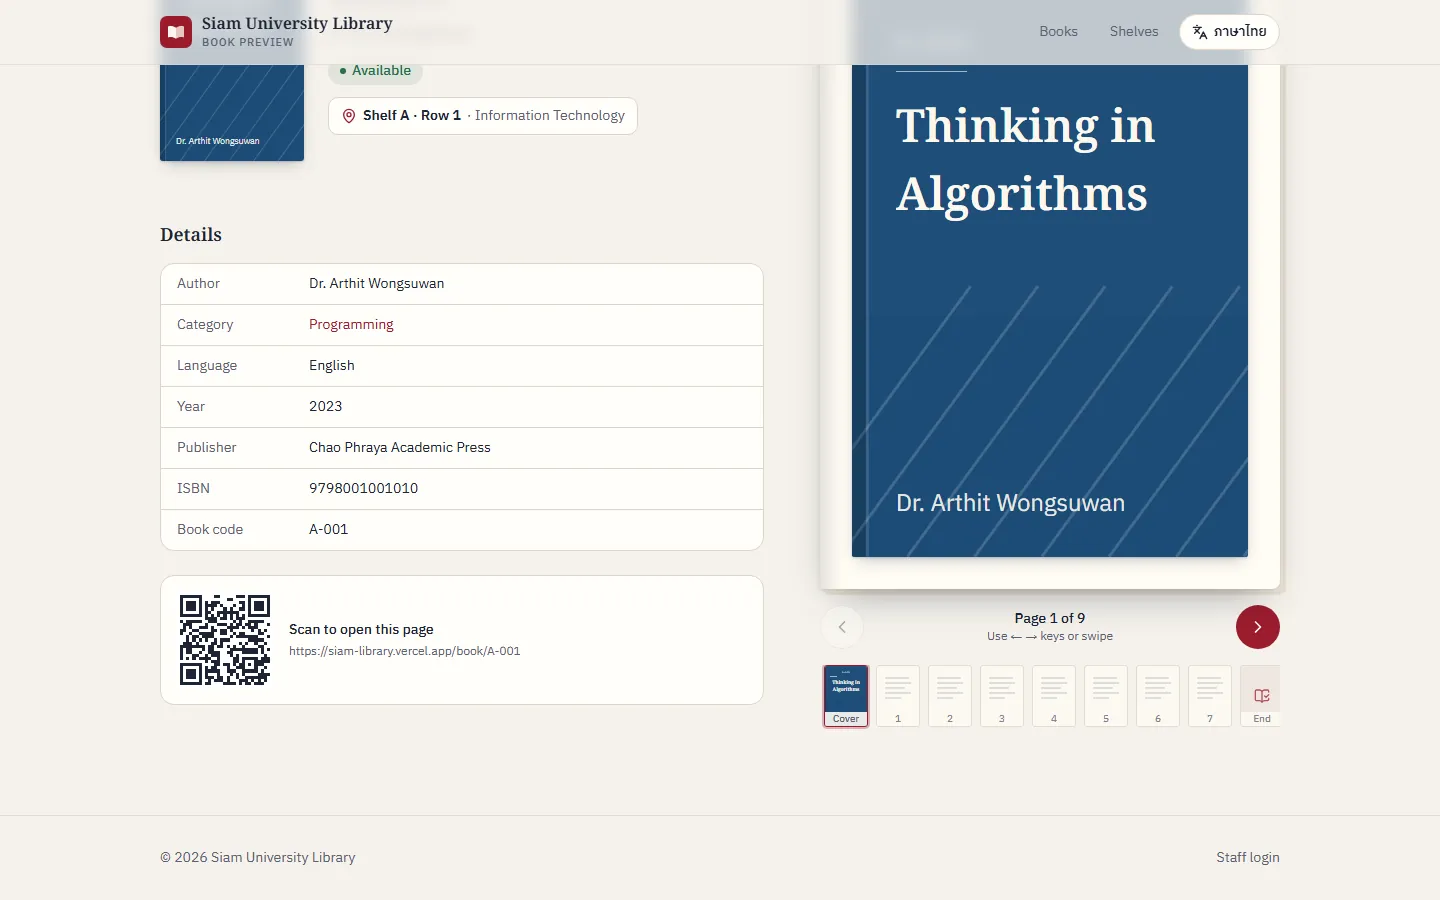 Siam University Library
BOOK PREVIEW
Books
Shelves
ภาษาไทย
Available
Shelf A · Row 1 · Information Technology
Dr. Arthit Wongsuwan
Details
Author Dr. Arthit Wongsuwan
Category Programming
Language English
Year 2023
Publisher Chao Phraya Academic Press
ISBN 9798001001010
Book code A-001
Scan to open this page
https://siam-library.vercel.app/book/A-001
Thinking in
Algorithms
Dr. Arthit Wongsuwan
Page 1 of 9
Use ← → keys or swipe
Thinking in
Algorithms
Cover
1
2
3
4
5
6
7
End
© 2026 Siam University Library
Staff login